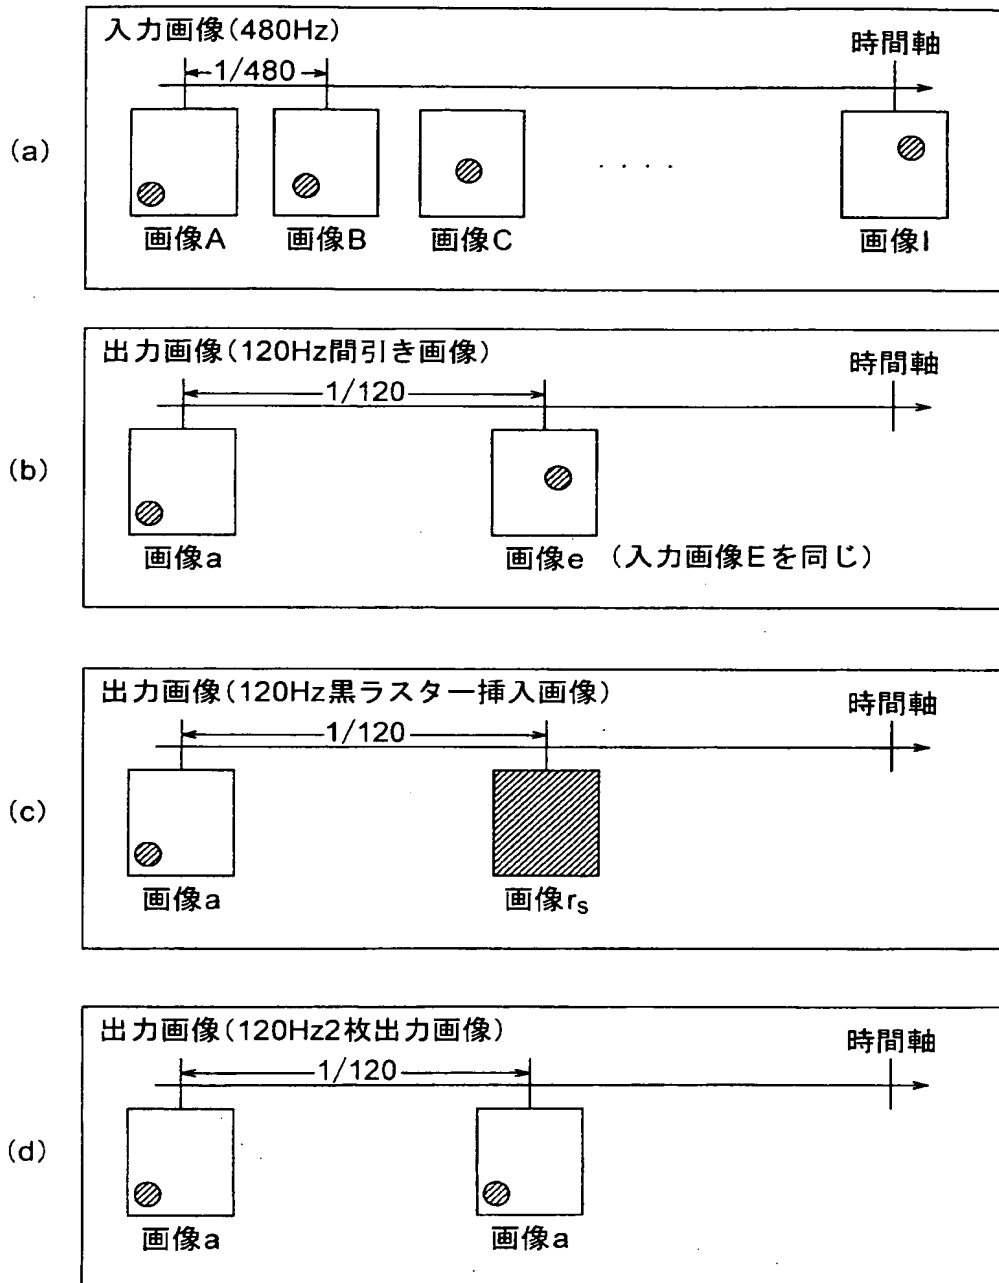 (a)
入力画像(480Hz)
時間軸
1/480
画像A
画像B
画像C
・・・・
画像I
(b)
出力画像(120Hz間引き画像)
時間軸
1/120
画像a
画像e (入力画像Eを同じ)
(c)
出力画像(120Hz黒ラスター挿入画像)
時間軸
1/120
画像a
画像rs
(d)
出力画像(120Hz2枚出力画像)
時間軸
1/120
画像a
画像a